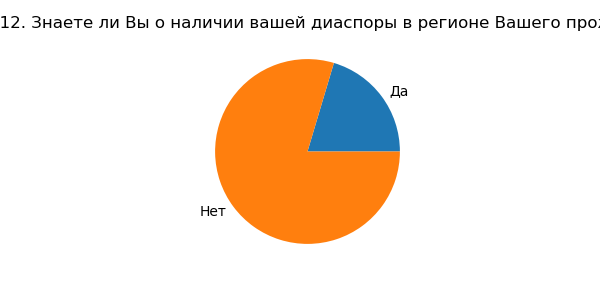 12. Знаете ли Вы о наличии вашей диаспоры в регионе Вашего
Да
Нет